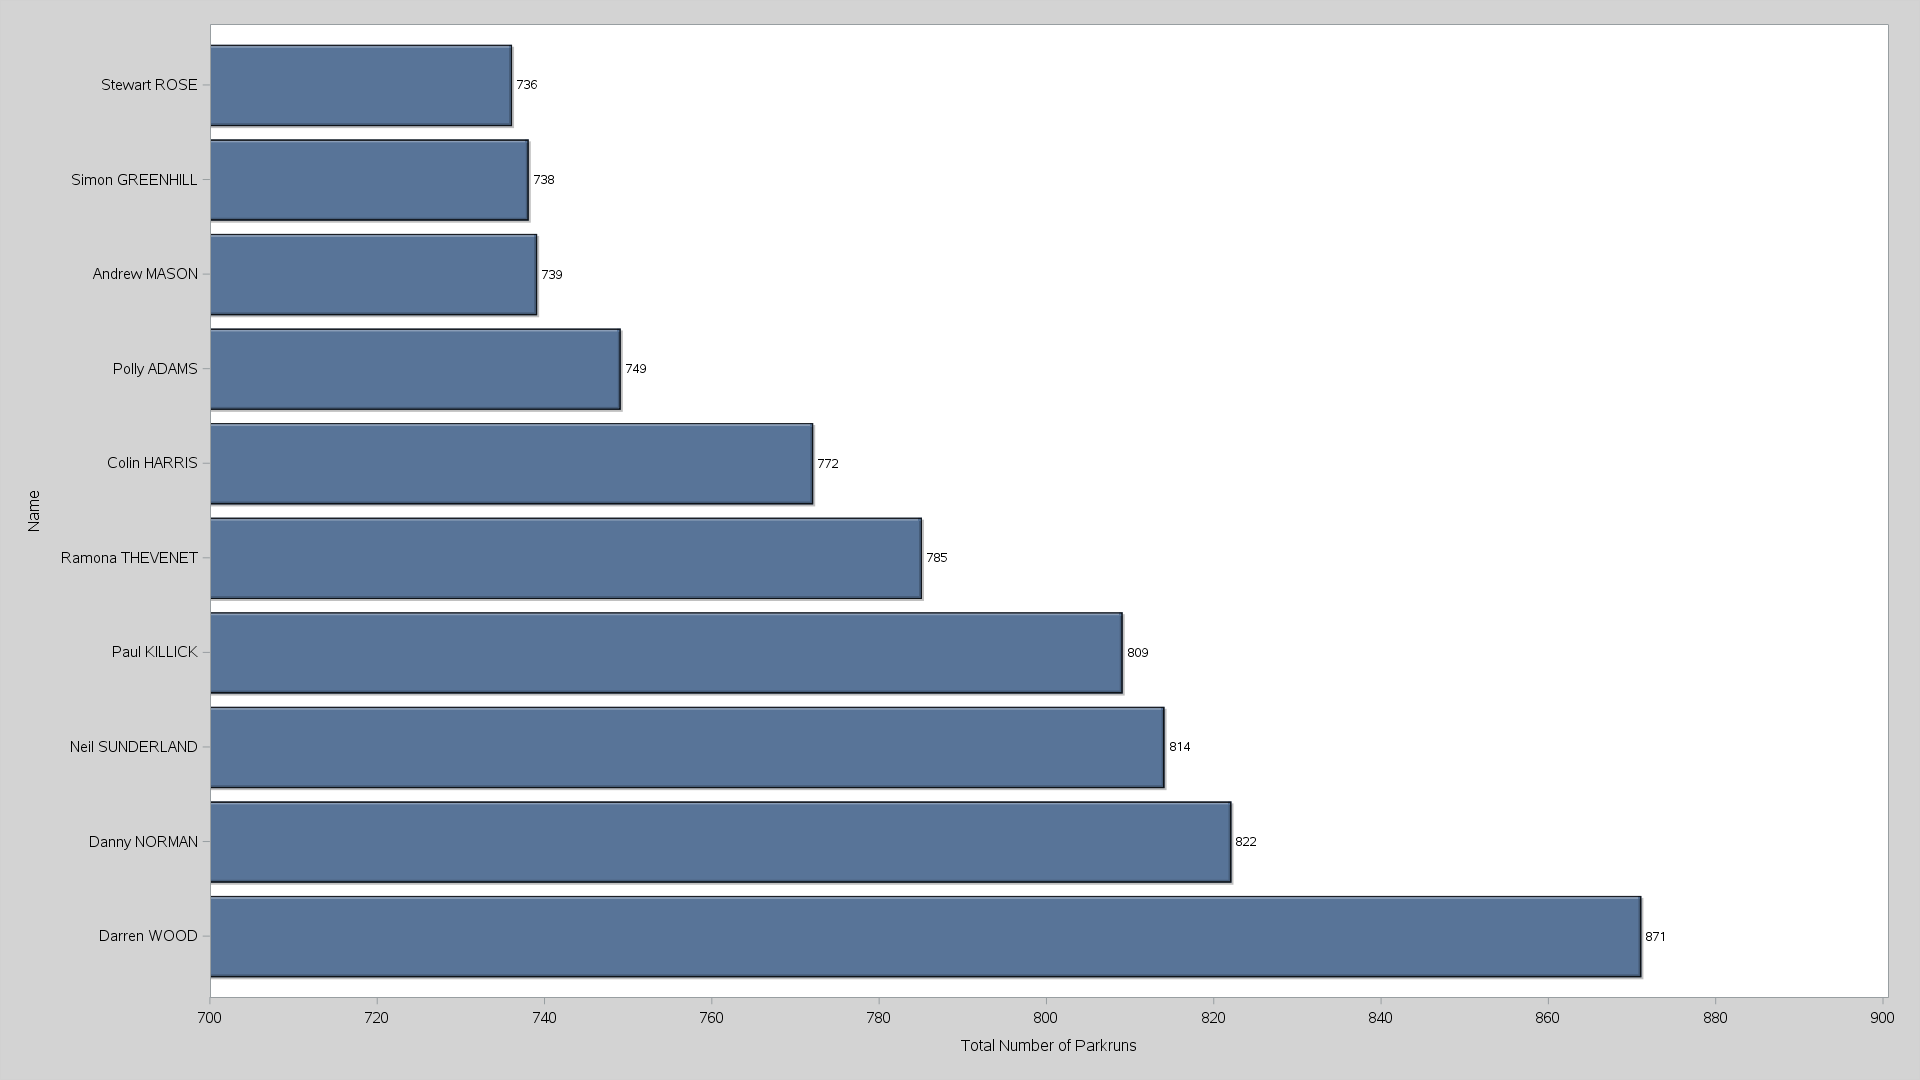 Stewart ROSE 736
Simon GREENHILL 738
Andrew MASON 739
Polly ADAMS 749
Colin HARRIS 772
Ramona THEVENET 785
Paul KILLICK 809
Neil SUNDERLAND 814
Danny NORMAN 822
Darren WOOD 871
Name
700 720 740 760 780 800 820 840 860 880 900
Total Number of Parkruns